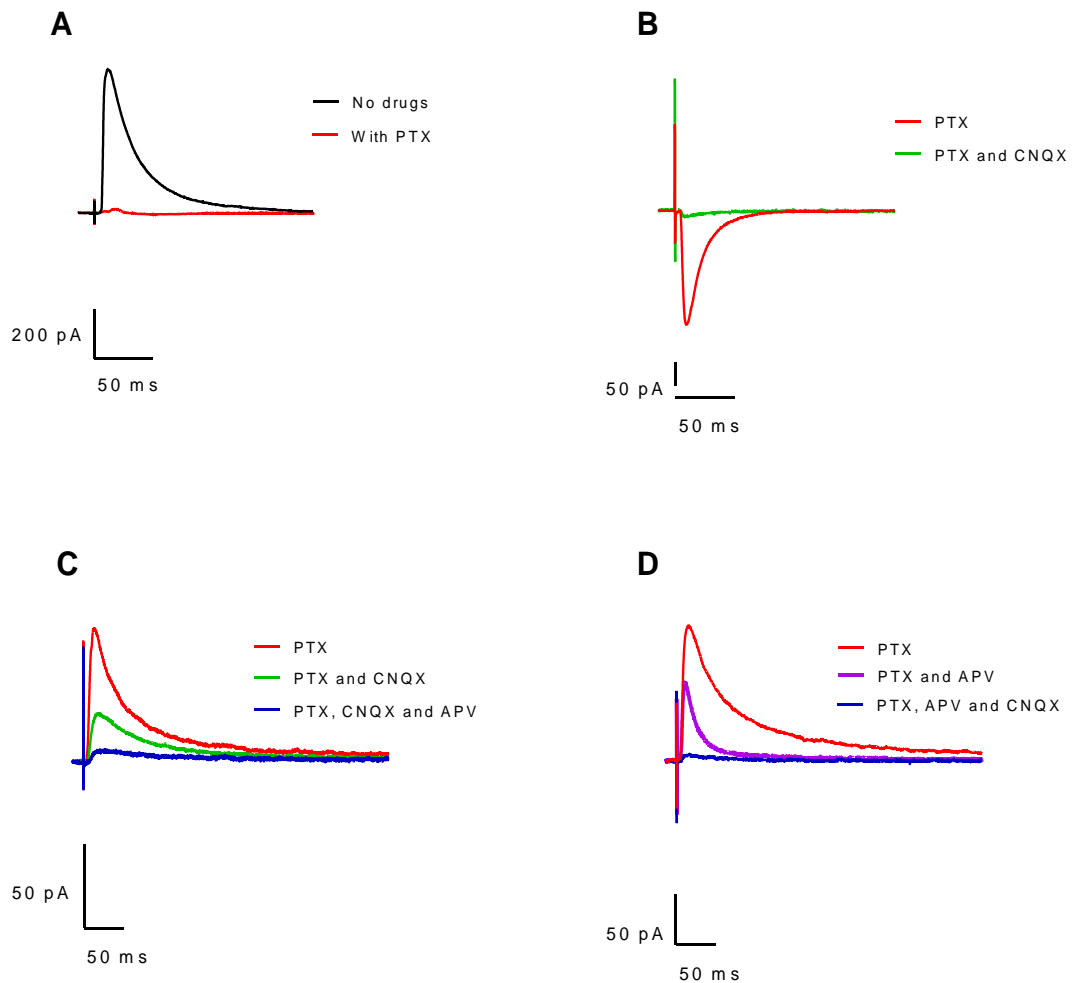 A
No drugs
With PTX
200 pA
50 ms
B
PTX
PTX and CNQX
50 pA
50 ms
C
PTX
PTX and CNQX
PTX, CNQX and APV
50 pA
50 ms
D
PTX
PTX and APV
PTX, APV and CNQX
50 pA
50 ms